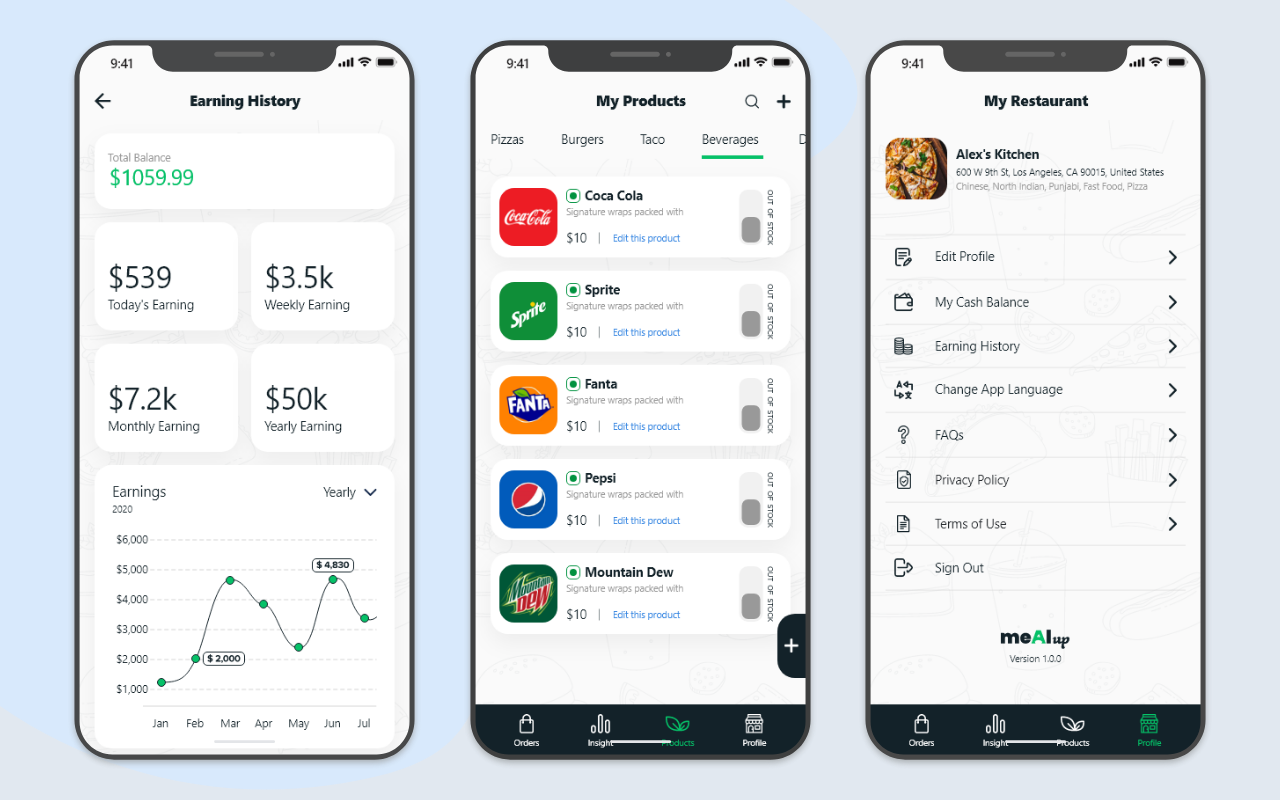 9:41
Earning History
Total Balance
$1059.99
$539
Today's Earning
$3.5k
Weekly Earning
$7.2k
Monthly Earning
$50k
Yearly Earning
Earnings
Yearly
2020
$6,000
$5,000
$4,000
$3,000
$2,000
$1,000
$ 4,830
$ 2,000
Jan Feb Mar Apr May Jun Jul
9:41
My Products
Pizzas Burgers Taco Beverages D
Coca-Cola
Coca Cola
Signature wraps packed with
$10 | Edit this product
OUT OF STOCK
Sprite
Sprite
Signature wraps packed with
$10 | Edit this product
OUT OF STOCK
FANTA
Fanta
Signature wraps packed with
$10 | Edit this product
OUT OF STOCK
Pepsi
Signature wraps packed with
$10 | Edit this product
OUT OF STOCK
Mountain
DEW
Mountain Dew
Signature wraps packed with
$10 | Edit this product
OUT OF STOCK
Orders Insight Products Profile
9:41
My Restaurant
Alex's Kitchen
600 W 9th St, Los Angeles, CA 90015, United States
Chinese, North Indian, Punjabi, Fast Food, Pizza
Edit Profile
My Cash Balance
Earning History
Change App Language
FAQs
Privacy Policy
Terms of Use
Sign Out
meAlup
Version 1.0.0
Orders Insight Products Profile